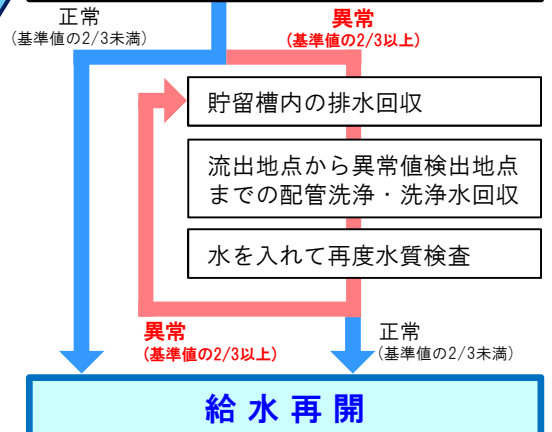 正常
(基準値の2/3未満)
異常
(基準値の2/3以上)
貯留槽内の排水回収
流出地点から異常値検出地点
までの配管洗浄・洗浄水回収
水を入れて再度水質検査
異常
(基準値の2/3以上)
正常
(基準値の2/3未満)
給水再開